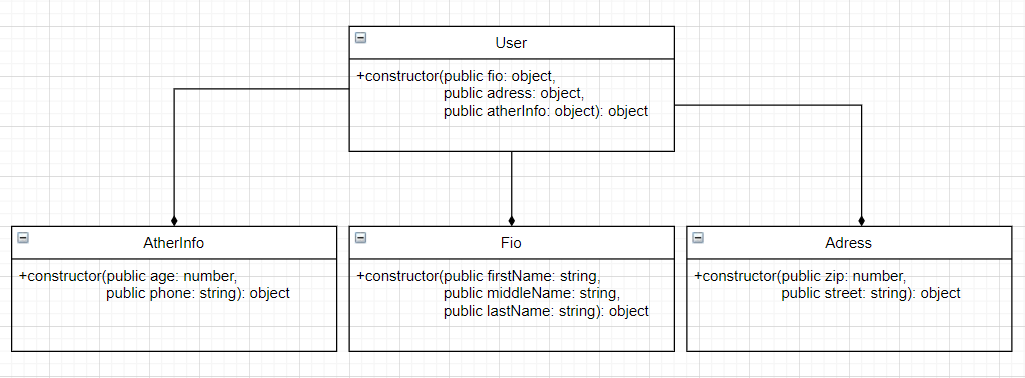 User
+constructor(public fio: object,
public adress: object,
public atherInfo: object): object
AtherInfo
+constructor(public age: number,
public phone: string): object
Fio
+constructor(public firstName: string,
public middleName: string,
public lastName: string): object
Adress
+constructor(public zip: number,
public street: string): object